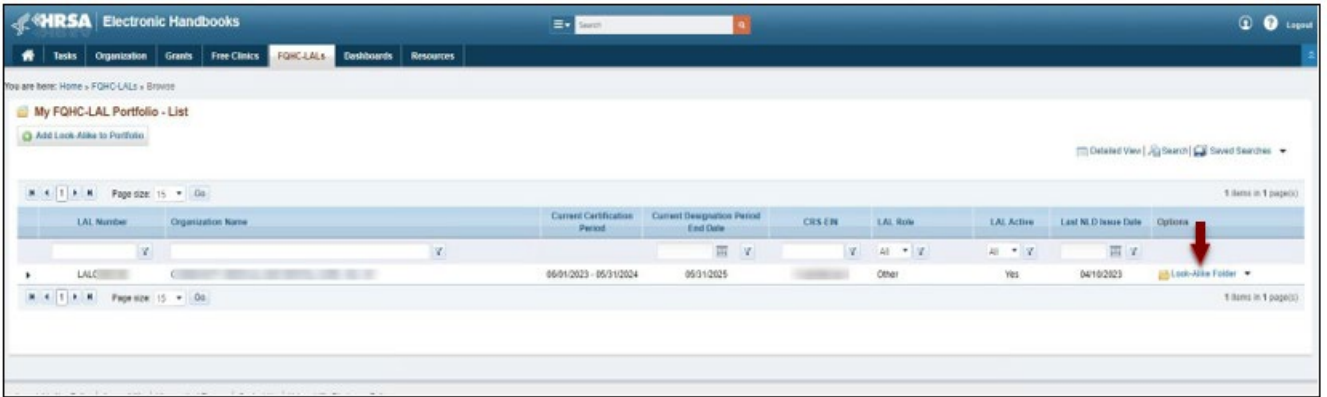 HRSA Electronic Handbooks Search Logout
Tasks Organization Grants Free Clinics FQHC-LALs Dashboards Resources
You are here: Home » FQHC-LALs » Browse
My FQHC-LAL Portfolio - List
Add Look-Alike to Portfolio
Detailed View | Search | Saved Searches
1 Page size: 15 Go 1 items in 1 page(s)
LAL Number Organization Name Current Certification Period Current Designation Period End Date CRS-EIN LAL Role LAL Active Last NLD Issue Date Options
All All
LALC C 06/01/2023 - 05/31/2024 05/31/2025 Other Yes 04/10/2023 Look-Alike Folder
1 Page size: 15 Go 1 items in 1 page(s)